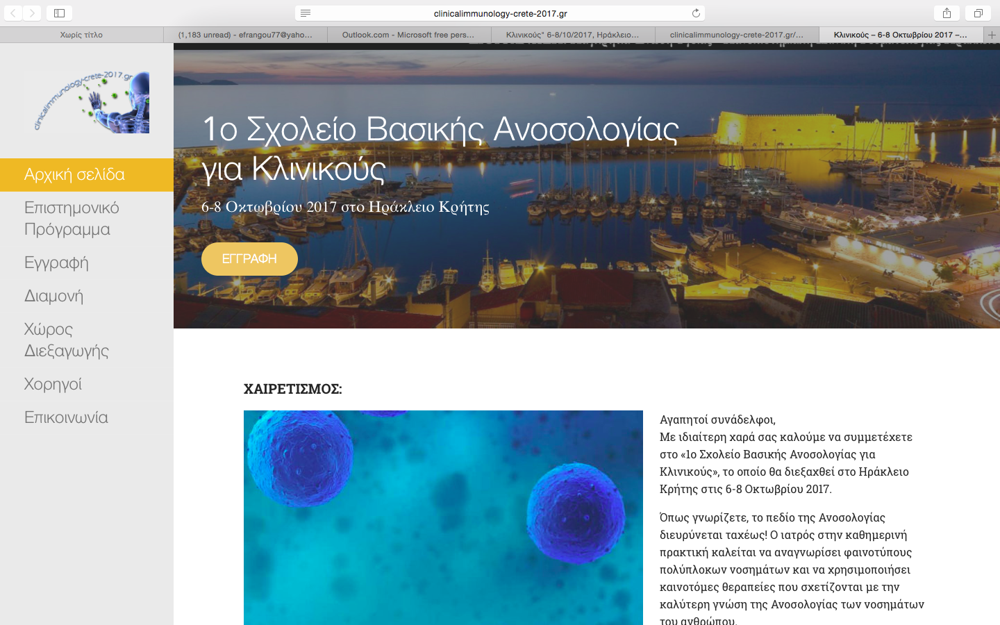 clinicalimmunology-crete-2017.gr
Χωρίς τίτλο
(1,183 unread) - efrangou77@yaho...
Outlook.com - Microsoft free pers...
Κλινικούς" 6-8/10/2017, Ηράκλειο...
clinicalimmunology-crete-2017.gr/...
Κλινικούς – 6-8 Οκτωβρίου 2017 –...
clinicalimmunology-crete-2017.gr
Αρχική σελίδα
Επιστημονικό
Πρόγραμμα
Εγγραφή
Διαμονή
Χώρος
Διεξαγωγής
Χορηγοί
Επικοινωνία
1ο Σχολείο Βασικής Ανοσολογίας
για Κλινικούς
6-8 Οκτωβρίου 2017 στο Ηράκλειο Κρήτης
ΕΓΓΡΑΦΗ
ΧΑΙΡΕΤΙΣΜΟΣ:
Αγαπητοί συνάδελφοι,
Με ιδιαίτερη χαρά σας καλούμε να συμμετέχετε
στο «1ο Σχολείο Βασικής Ανοσολογίας για
Κλινικούς», το οποίο θα διεξαχθεί στο Ηράκλειο
Κρήτης στις 6-8 Οκτωβρίου 2017.
Όπως γνωρίζετε, το πεδίο της Ανοσολογίας
διευρύνεται ταχέως! Ο ιατρός στην καθημερινή
πρακτική καλείται να αναγνωρίσει φαινοτύπους
πολύπλοκων νοσημάτων και να χρησιμοποιήσει
καινοτόμες θεραπείες που σχετίζονται με την
καλύτερη γνώση της Ανοσολογίας των νοσημάτων
του ανθρώπου.